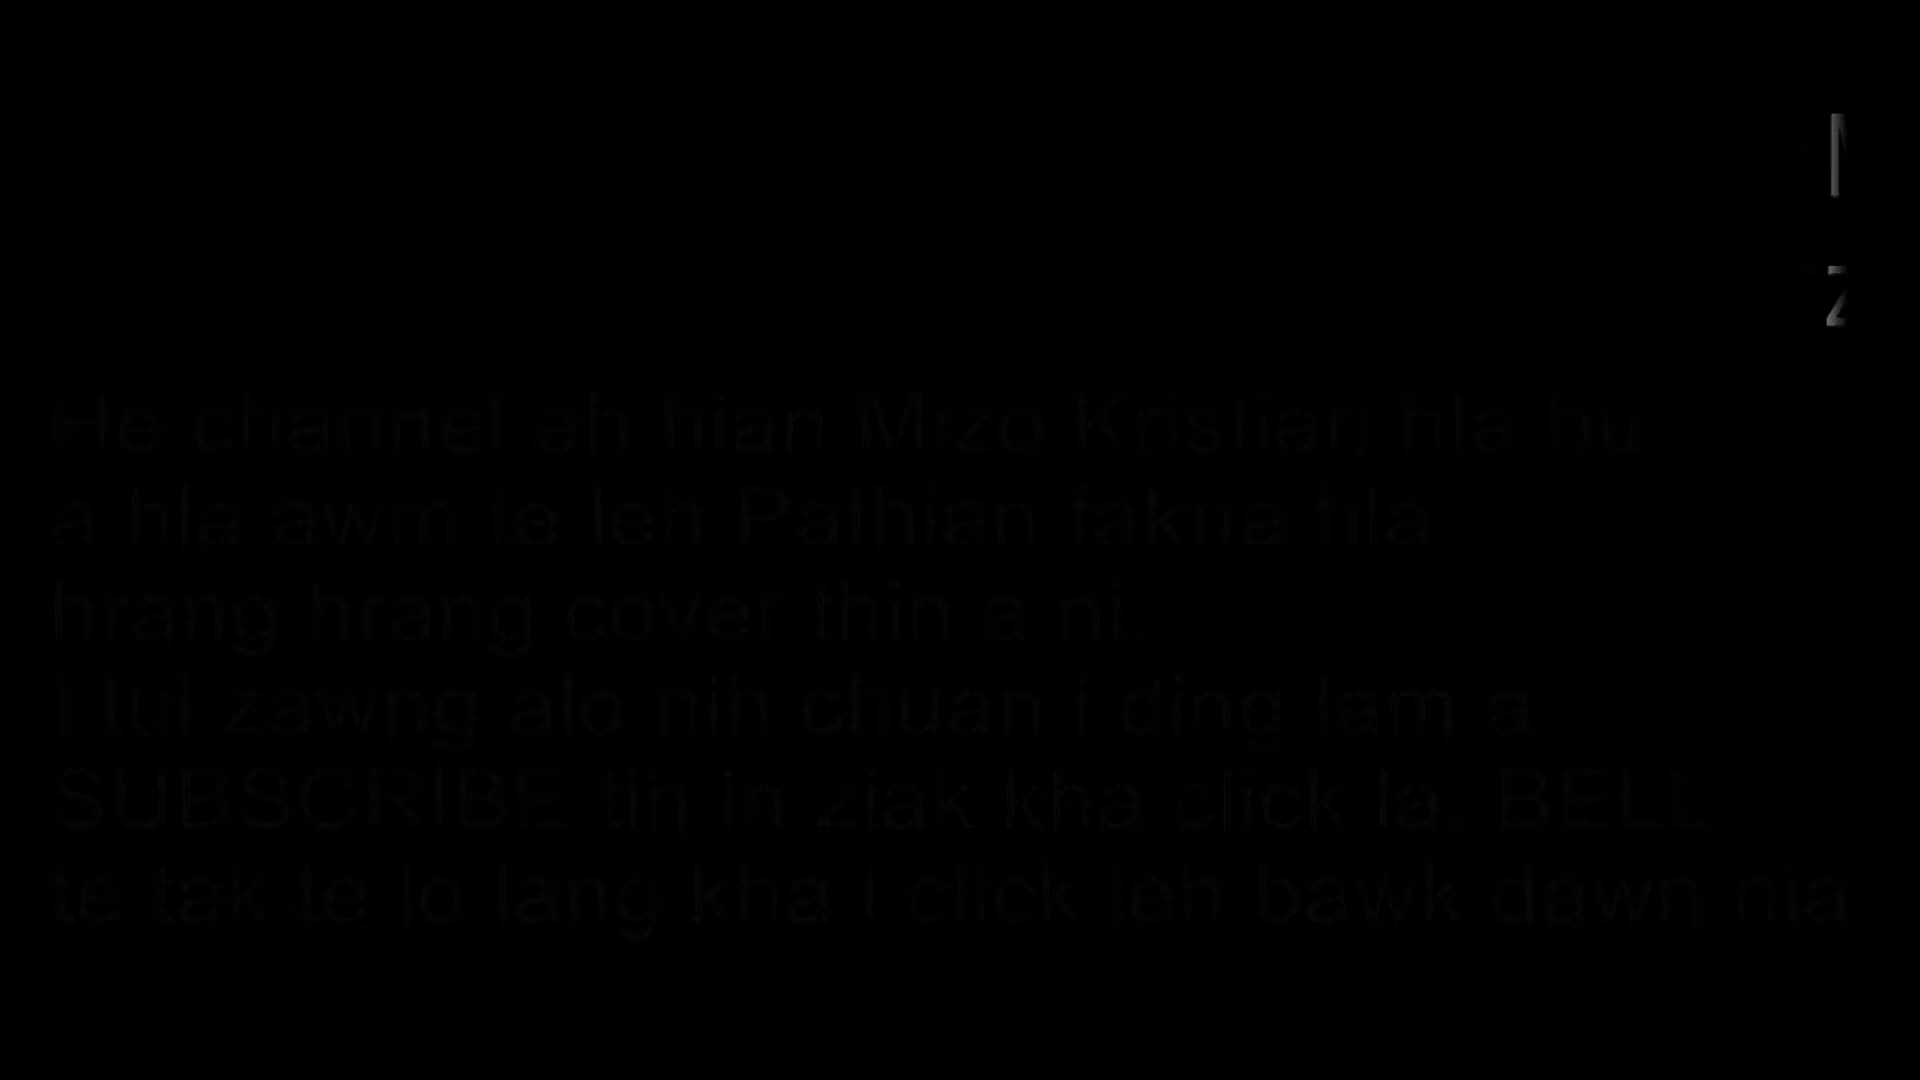 He channel ah hian Mizo Kristian hla bu
a hla awm te leh Pathian fakna hla
hrang hrang cover thin a ni.
I tui zawng alo nih chuan i ding lam a
SUBSCRIBE tih in ziak kha click la, BELL
te tak te lo lang kha i click leh bawk dawn nia